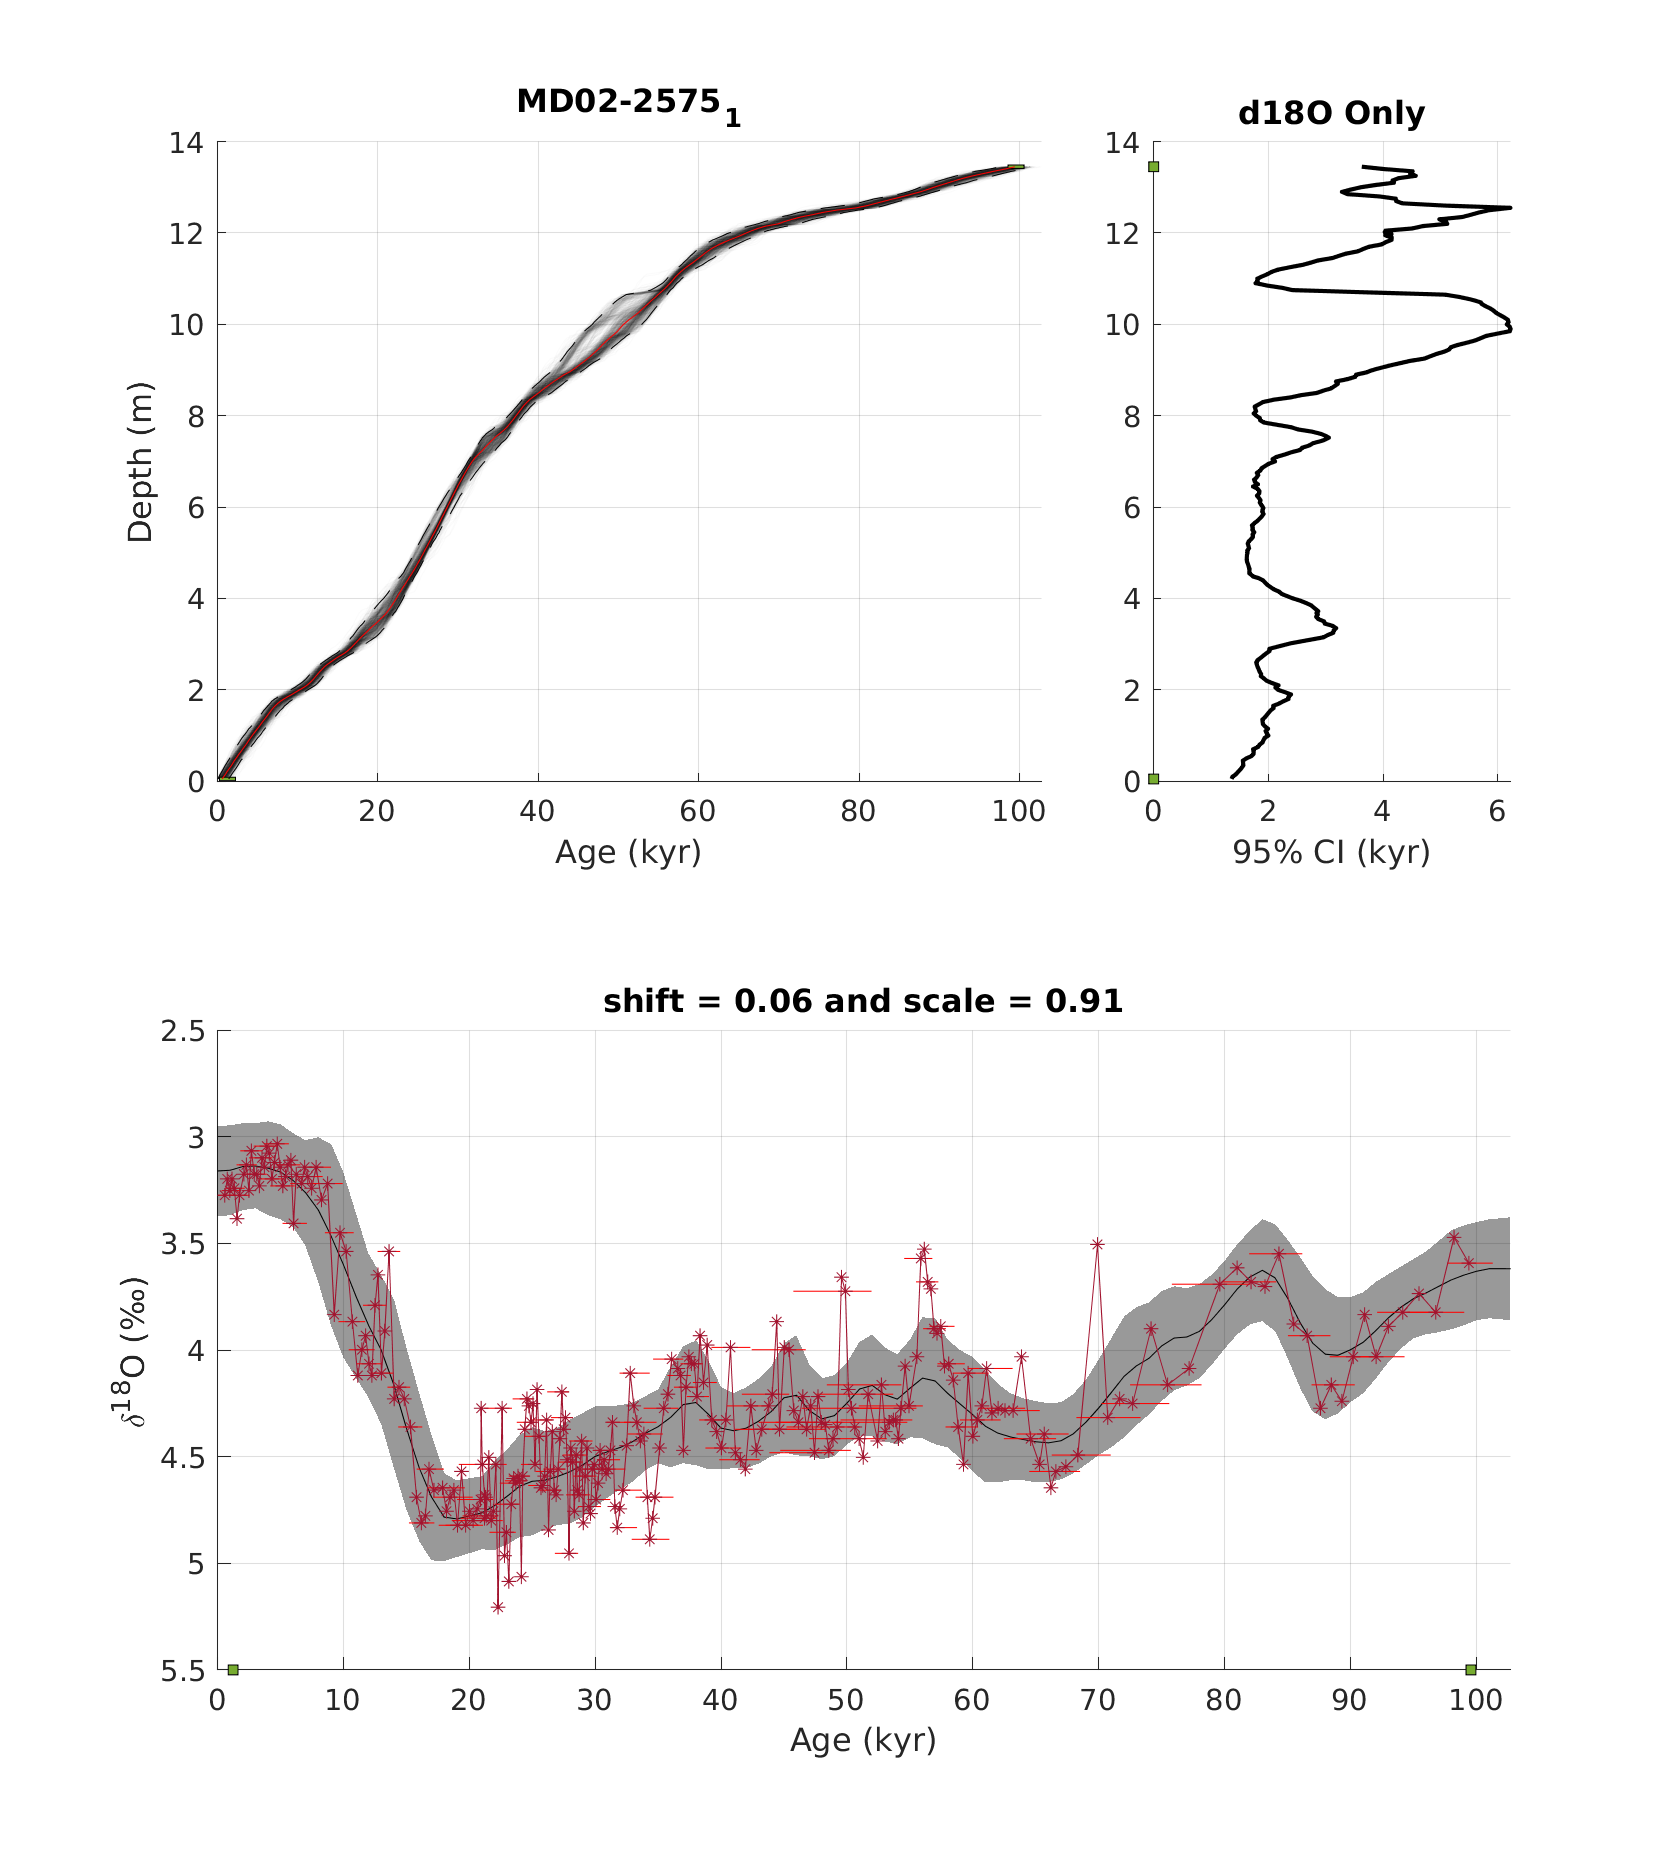 MD02-2575₁
d18O Only
14
12
10
8
6
4
2
0
Depth (m)
0 20 40 60 80 100
Age (kyr)
14
12
10
8
6
4
2
0
0 2 4 6
95% CI (kyr)
shift = 0.06 and scale = 0.91
2.5
3
3.5
4
4.5
5
5.5
δ¹⁸O (‰)
0 10 20 30 40 50 60 70 80 90 100
Age (kyr)